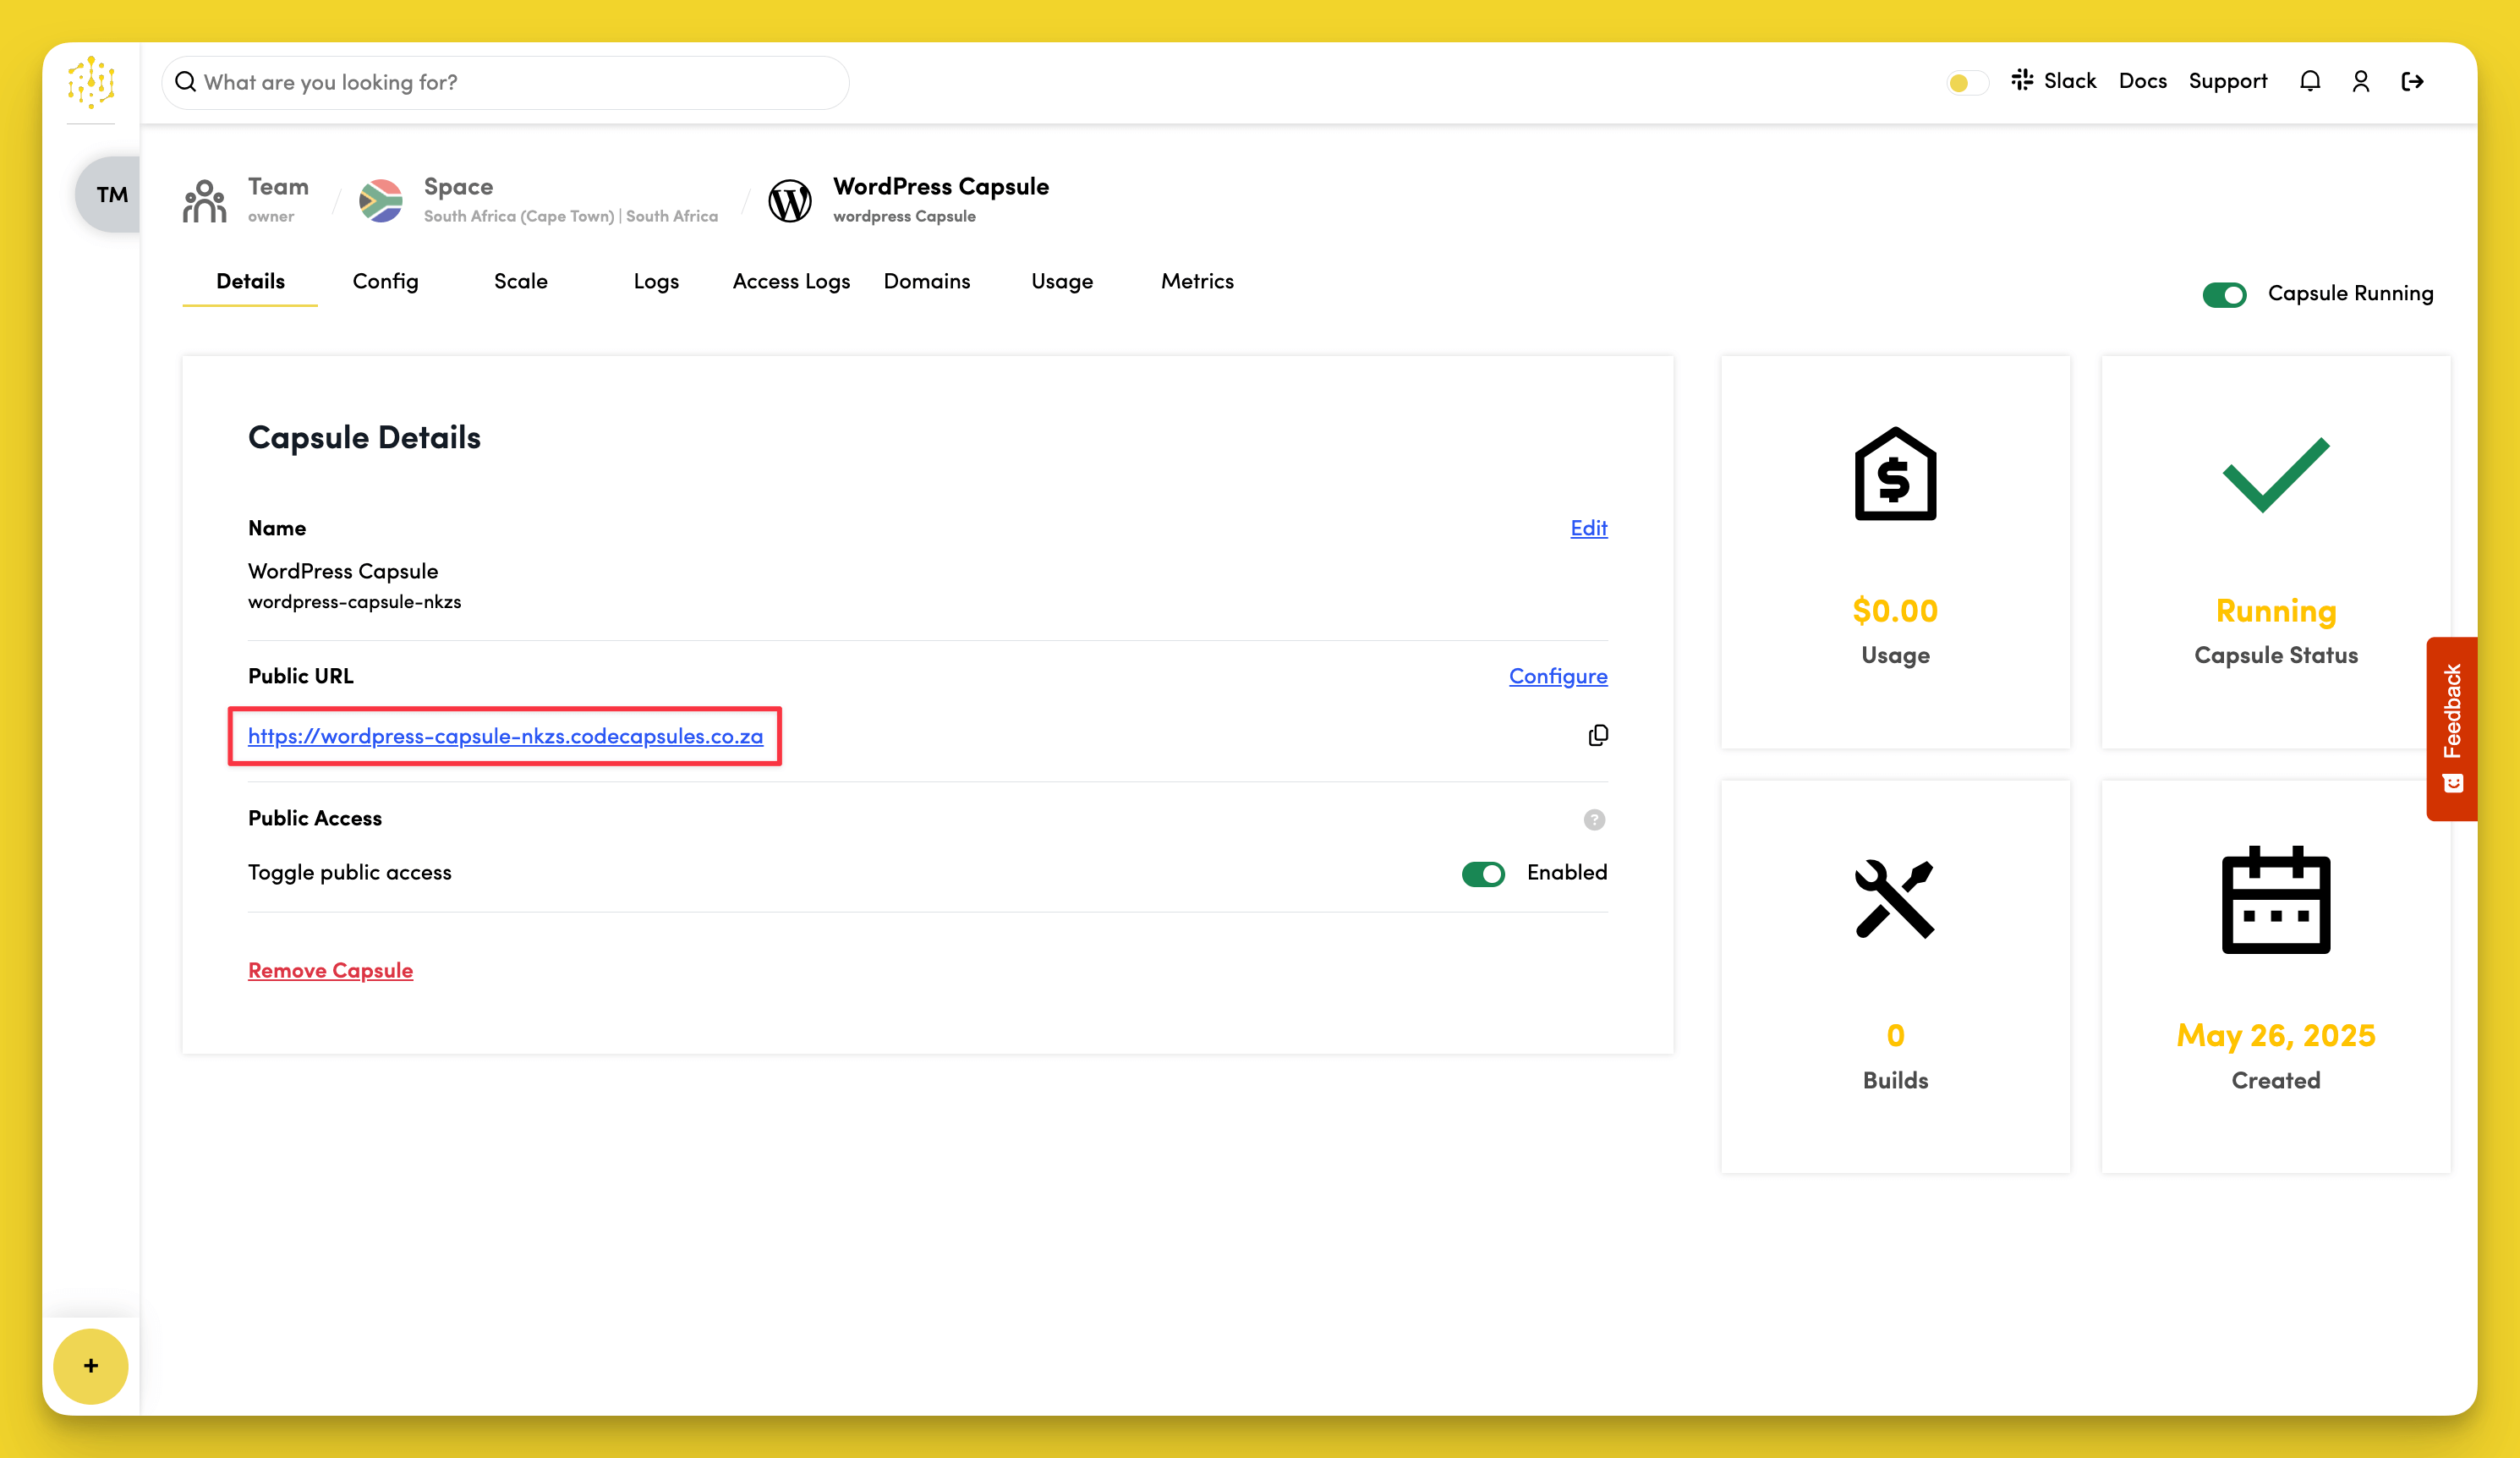 What are you looking for?
Slack
Docs
Support
TM
Team
owner
Space
South Africa (Cape Town) | South Africa
WordPress Capsule
wordpress Capsule
Details
Config
Scale
Logs
Access Logs
Domains
Usage
Metrics
Capsule Running
Capsule Details
Name
Edit
WordPress Capsule
wordpress-capsule-nkzs
Public URL
Configure
https://wordpress-capsule-nkzs.codecapsules.co.za
Public Access
?
Toggle public access
Enabled
Remove Capsule
$
$0.00
Usage
Running
Capsule Status
0
Builds
May 26, 2025
Created
Feedback
+